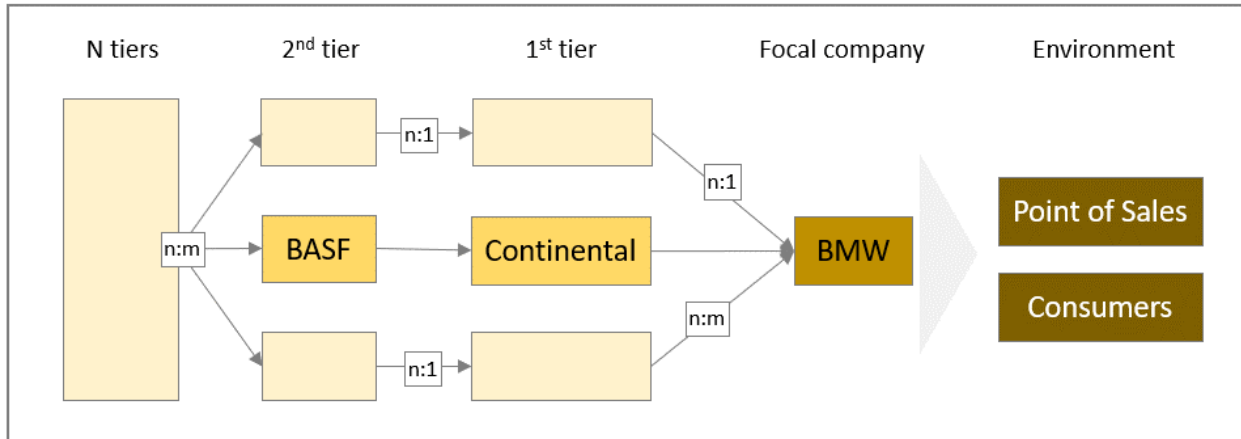 N tiers
2nd tier
1st tier
Focal company
Environment
n:1
n:1
Point of Sales
n:m
BASF
Continental
BMW
Consumers
n:m
n:1